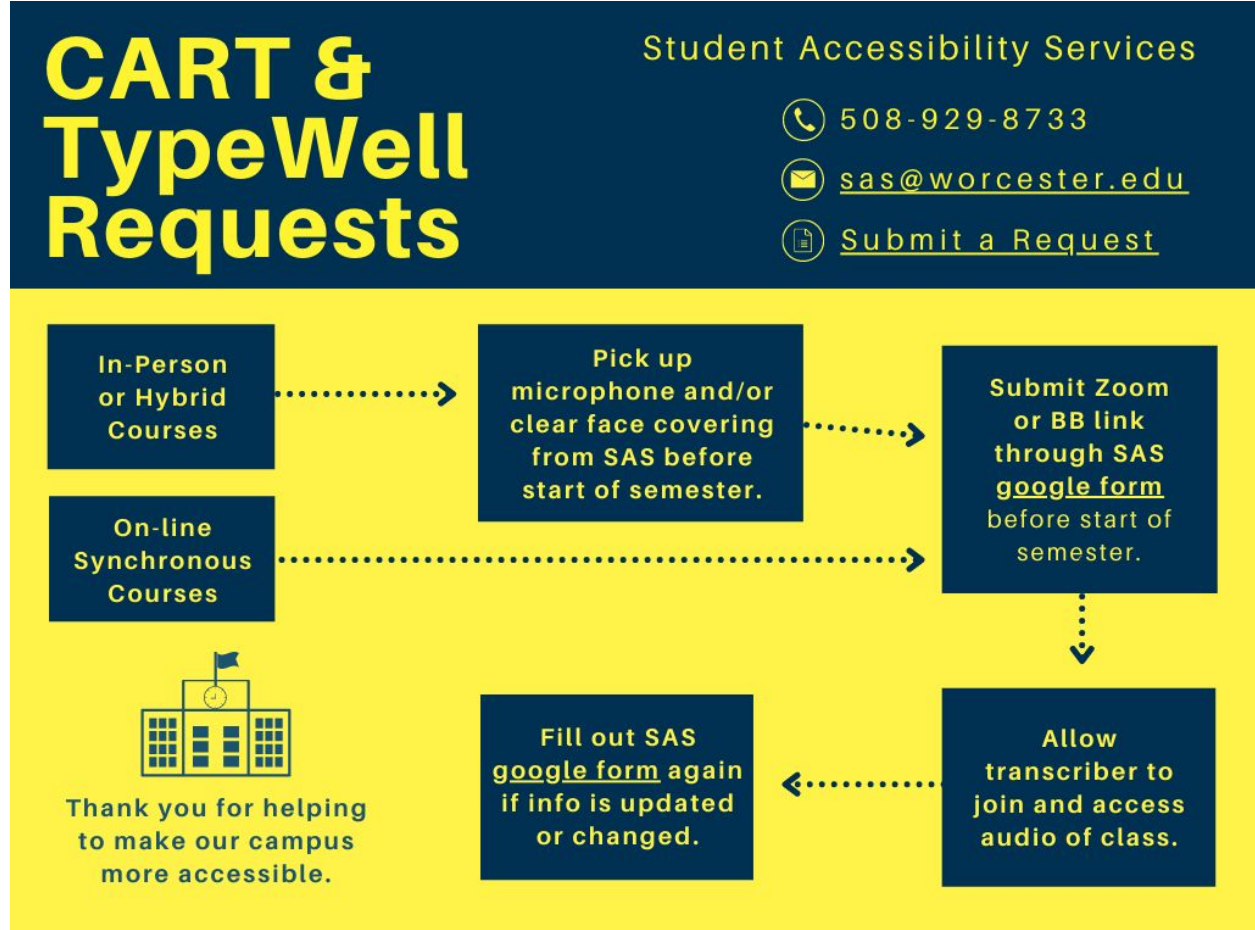 CART &
TypeWell
Requests
Student Accessibility Services
508-929-8733
sas@worcester.edu
Submit a Request
In-Person
or Hybrid
Courses
Pick up
microphone and/or
clear face covering
from SAS before
start of semester.
Submit Zoom
or BB link
through SAS
google form
before start of
semester.
On-line
Synchronous
Courses
Allow
transcriber to
join and access
audio of class.
Fill out SAS
google form again
if info is updated
or changed.
Thank you for helping
to make our campus
more accessible.